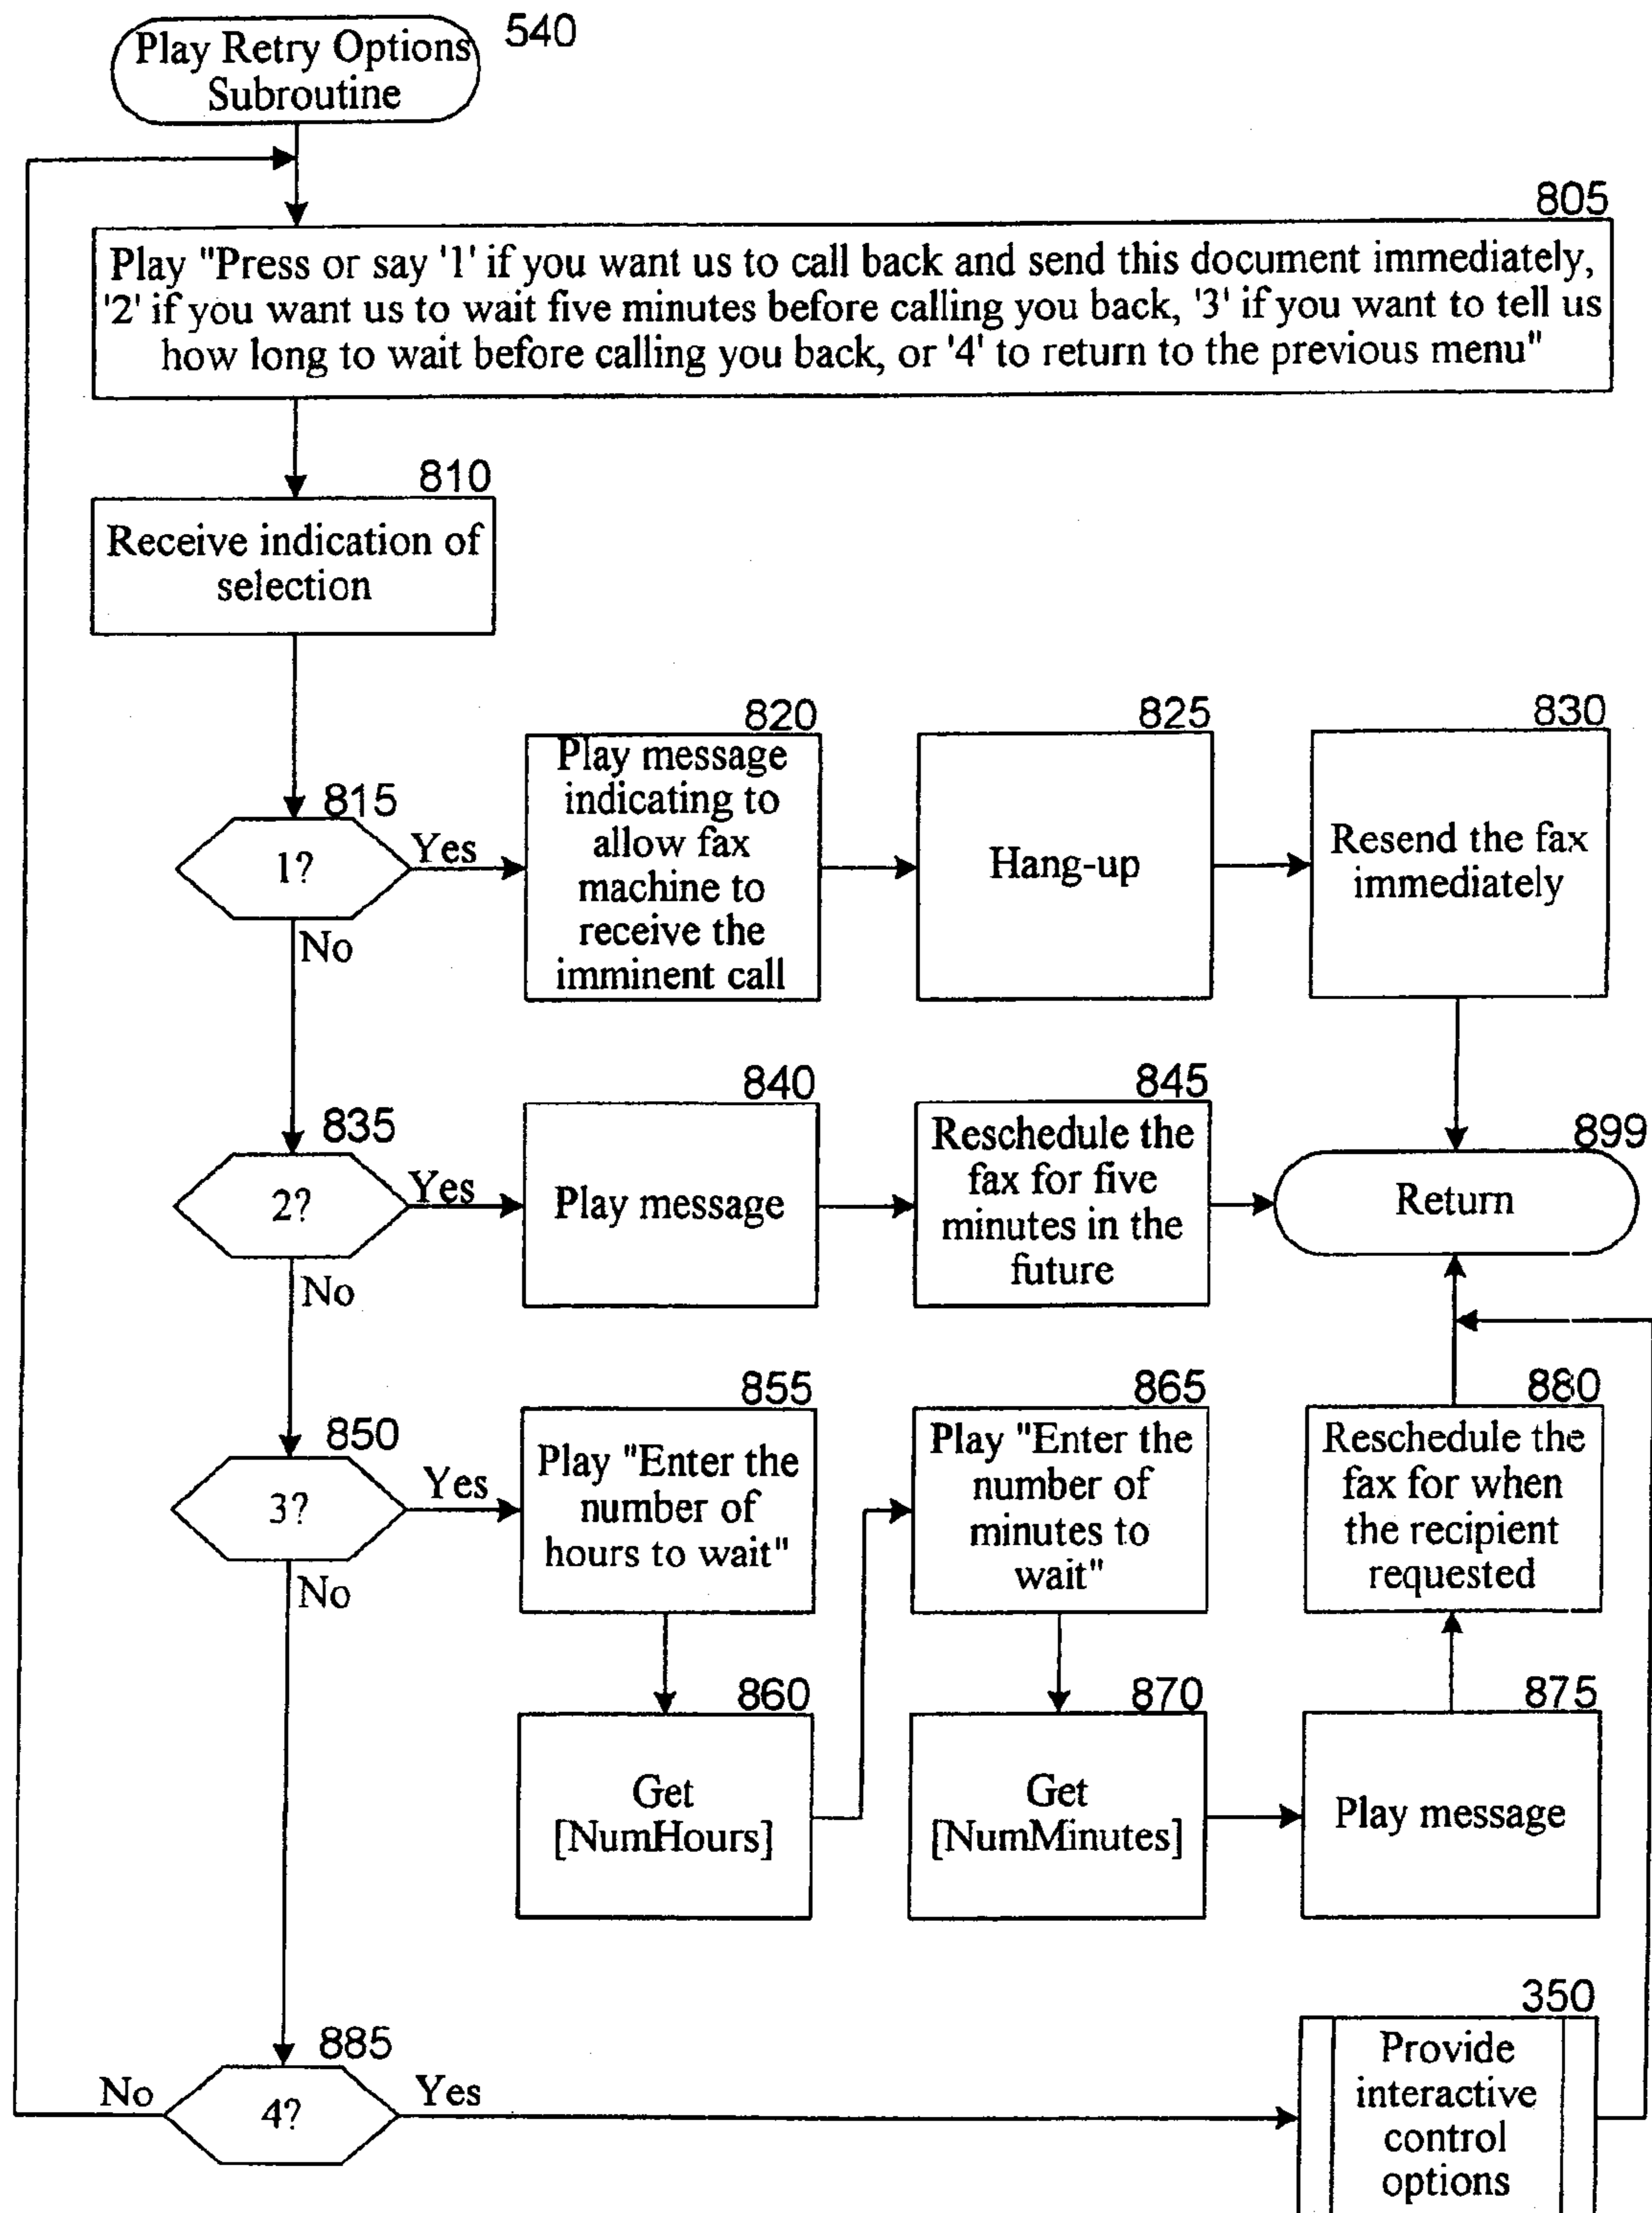 Play Retry Options
Subroutine
540
805
Play "Press or say '1' if you want us to call back and send this document immediately,
'2' if you want us to wait five minutes before calling you back, '3' if you want to tell us
how long to wait before calling you back, or '4' to return to the previous menu"
810
Receive indication of
selection
815
1?
Yes
No
820
Play message
indicating to
allow fax
machine to
receive the
imminent call
825
Hang-up
830
Resend the fax
immediately
835
2?
Yes
No
840
Play message
845
Reschedule the
fax for five
minutes in the
future
899
Return
850
3?
Yes
No
855
Play "Enter the
number of
hours to wait"
865
Play "Enter the
number of
minutes to
wait"
880
Reschedule the
fax for when
the recipient
requested
860
Get
[NumHours]
870
Get
[NumMinutes]
875
Play message
885
4?
No
Yes
350
Provide
interactive
control
options